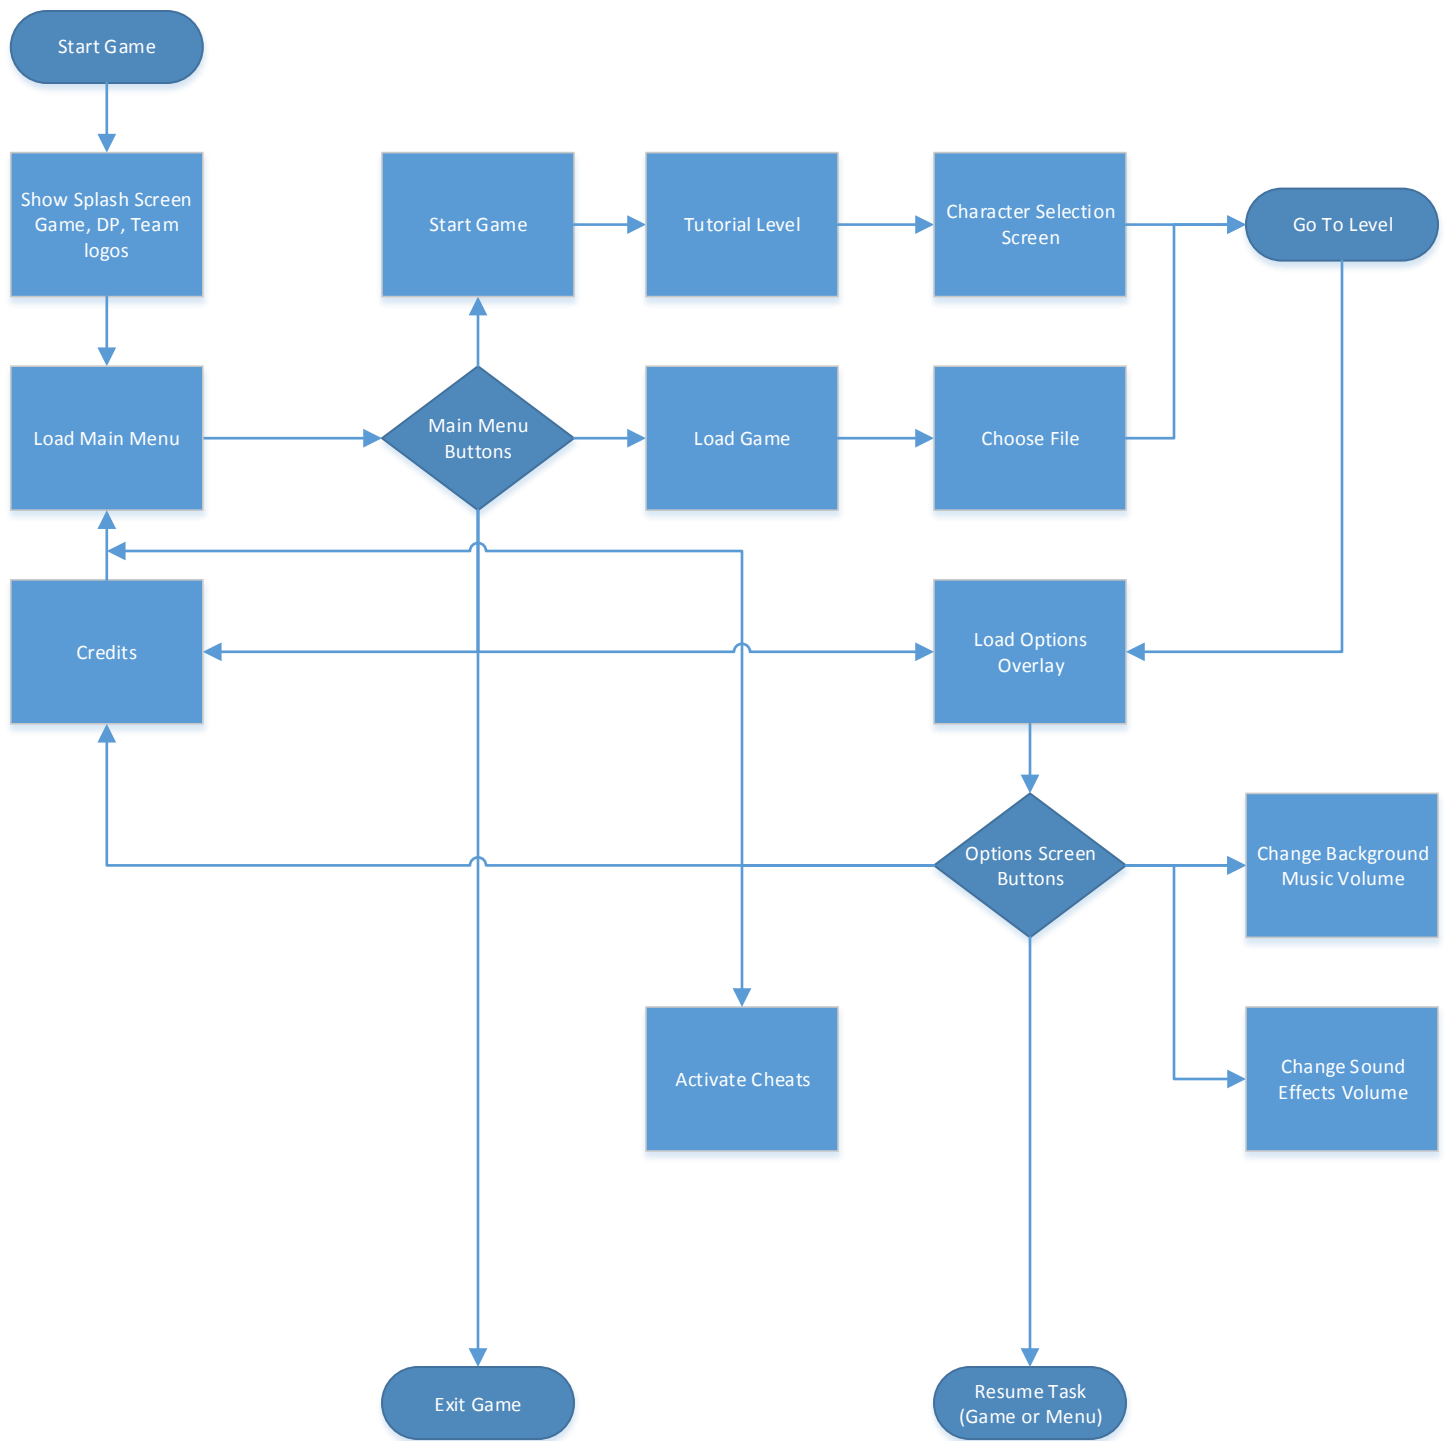 Start Game
Show Splash Screen
Game, DP, Team
logos
Start Game
Tutorial Level
Character Selection
Screen
Go To Level
Load Main Menu
Main Menu
Buttons
Load Game
Choose File
Credits
Load Options
Overlay
Options Screen
Buttons
Change Background
Music Volume
Activate Cheats
Change Sound
Effects Volume
Exit Game
Resume Task
(Game or Menu)